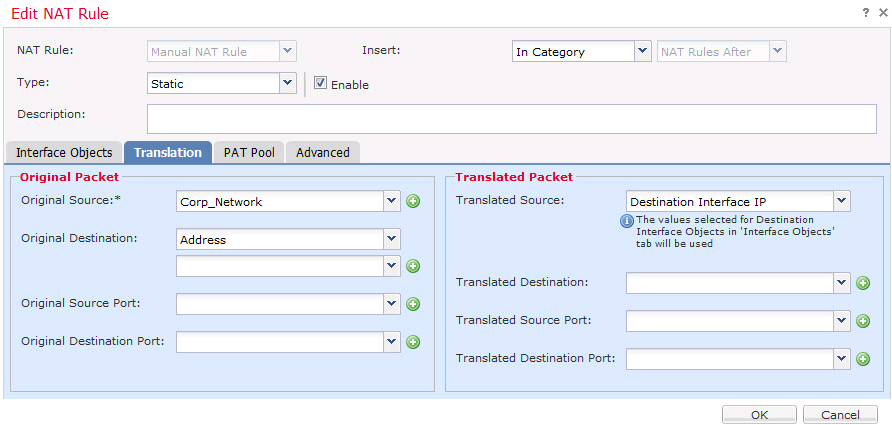 Edit NAT Rule ?
NAT Rule: Manual NAT Rule Insert: In Category NAT Rules After
Type: Static Enable
Description:
Interface Objects Translation PAT Pool Advanced
Original Packet
Original Source:* Corp_Network
Original Destination: Address
Original Source Port:
Original Destination Port:
Translated Packet
Translated Source: Destination Interface IP
The values selected for Destination
Interface Objects in 'Interface Objects'
tab will be used
Translated Destination:
Translated Source Port:
Translated Destination Port:
OK Cancel